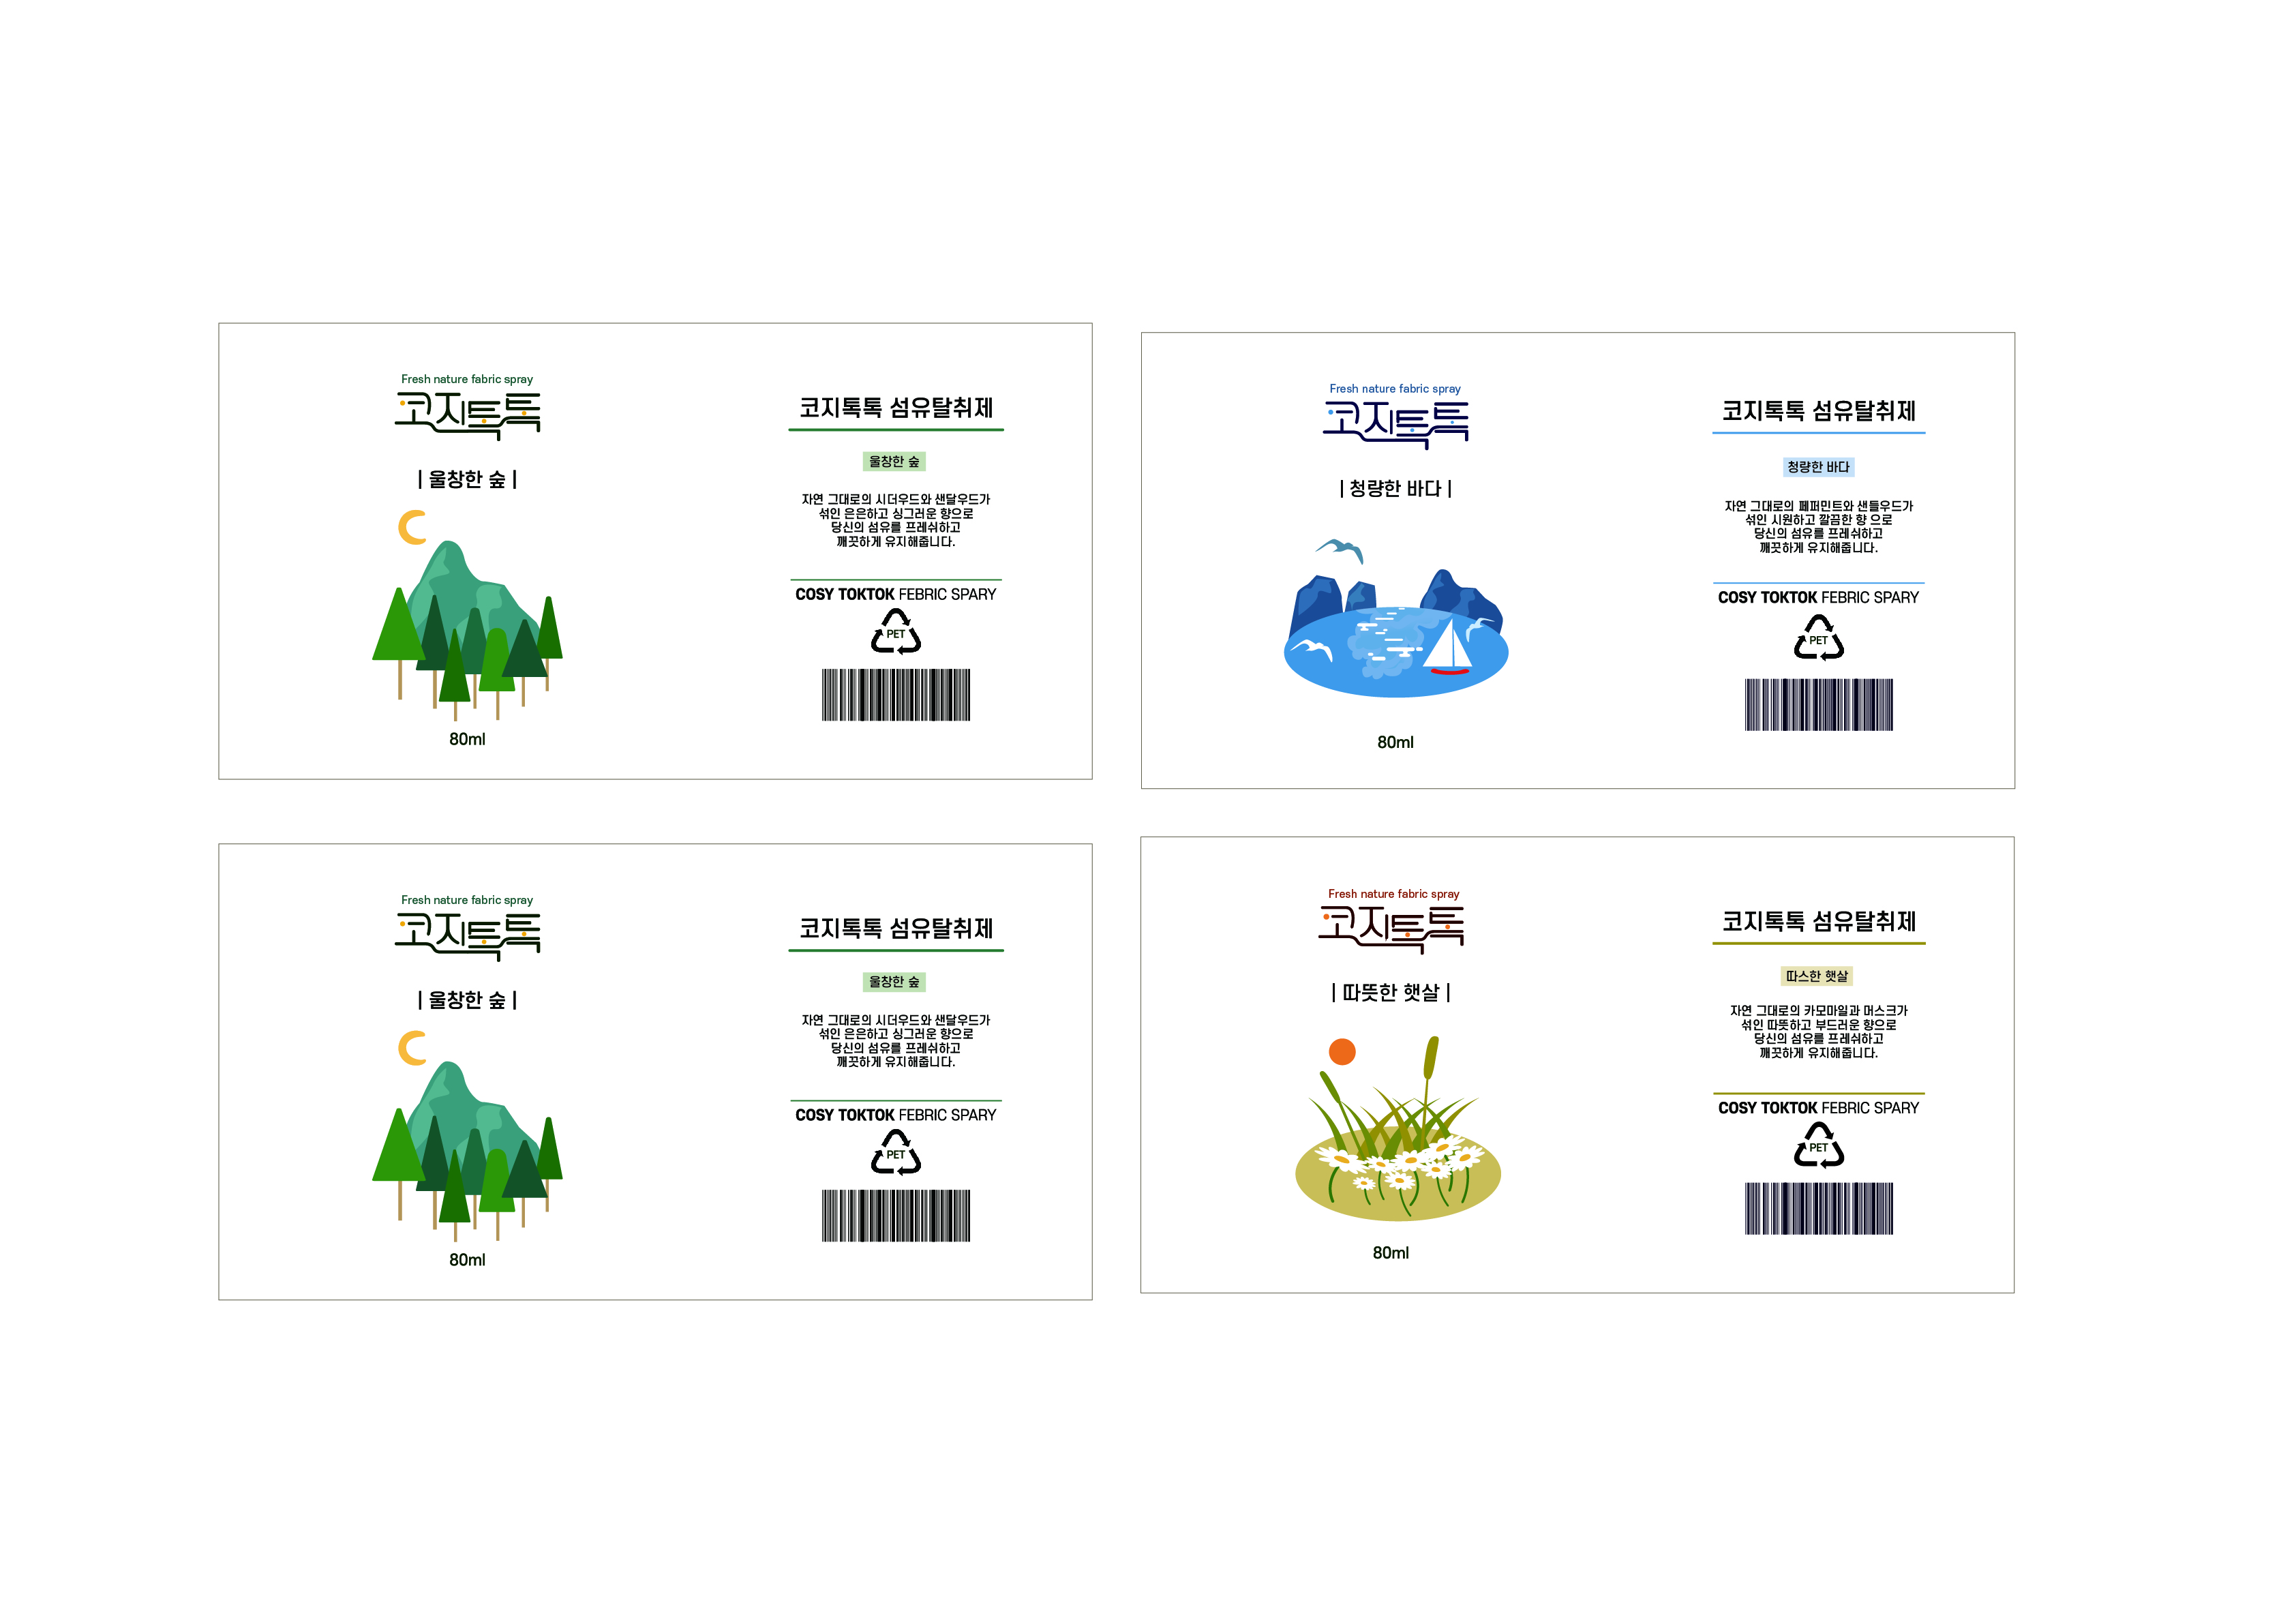 Fresh nature fabric spray
코지톡톡
| 울창한 숲 |
80ml
코지톡톡 섬유탈취제
울창한 숲
자연 그대로의 시더우드와 샌달우드가
섞인 은은하고 싱그러운 향으로
당신의 섬유를 프레쉬하고
깨끗하게 유지해줍니다.
COSY TOKTOK FEBRIC SPARY
PET
Fresh nature fabric spray
코지톡톡
| 청량한 바다 |
80ml
코지톡톡 섬유탈취제
청량한 바다
자연 그대로의 페퍼민트와 샌들우드가
섞인 시원하고 깔끔한 향 으로
당신의 섬유를 프레쉬하고
깨끗하게 유지해줍니다.
COSY TOKTOK FEBRIC SPARY
PET
Fresh nature fabric spray
코지톡톡
| 울창한 숲 |
80ml
코지톡톡 섬유탈취제
울창한 숲
자연 그대로의 시더우드와 샌달우드가
섞인 은은하고 싱그러운 향으로
당신의 섬유를 프레쉬하고
깨끗하게 유지해줍니다.
COSY TOKTOK FEBRIC SPARY
PET
Fresh nature fabric spray
코지톡톡
| 따뜻한 햇살 |
80ml
코지톡톡 섬유탈취제
따스한 햇살
자연 그대로의 카모마일과 머스크가
섞인 따뜻하고 부드러운 향으로
당신의 섬유를 프레쉬하고
깨끗하게 유지해줍니다.
COSY TOKTOK FEBRIC SPARY
PET